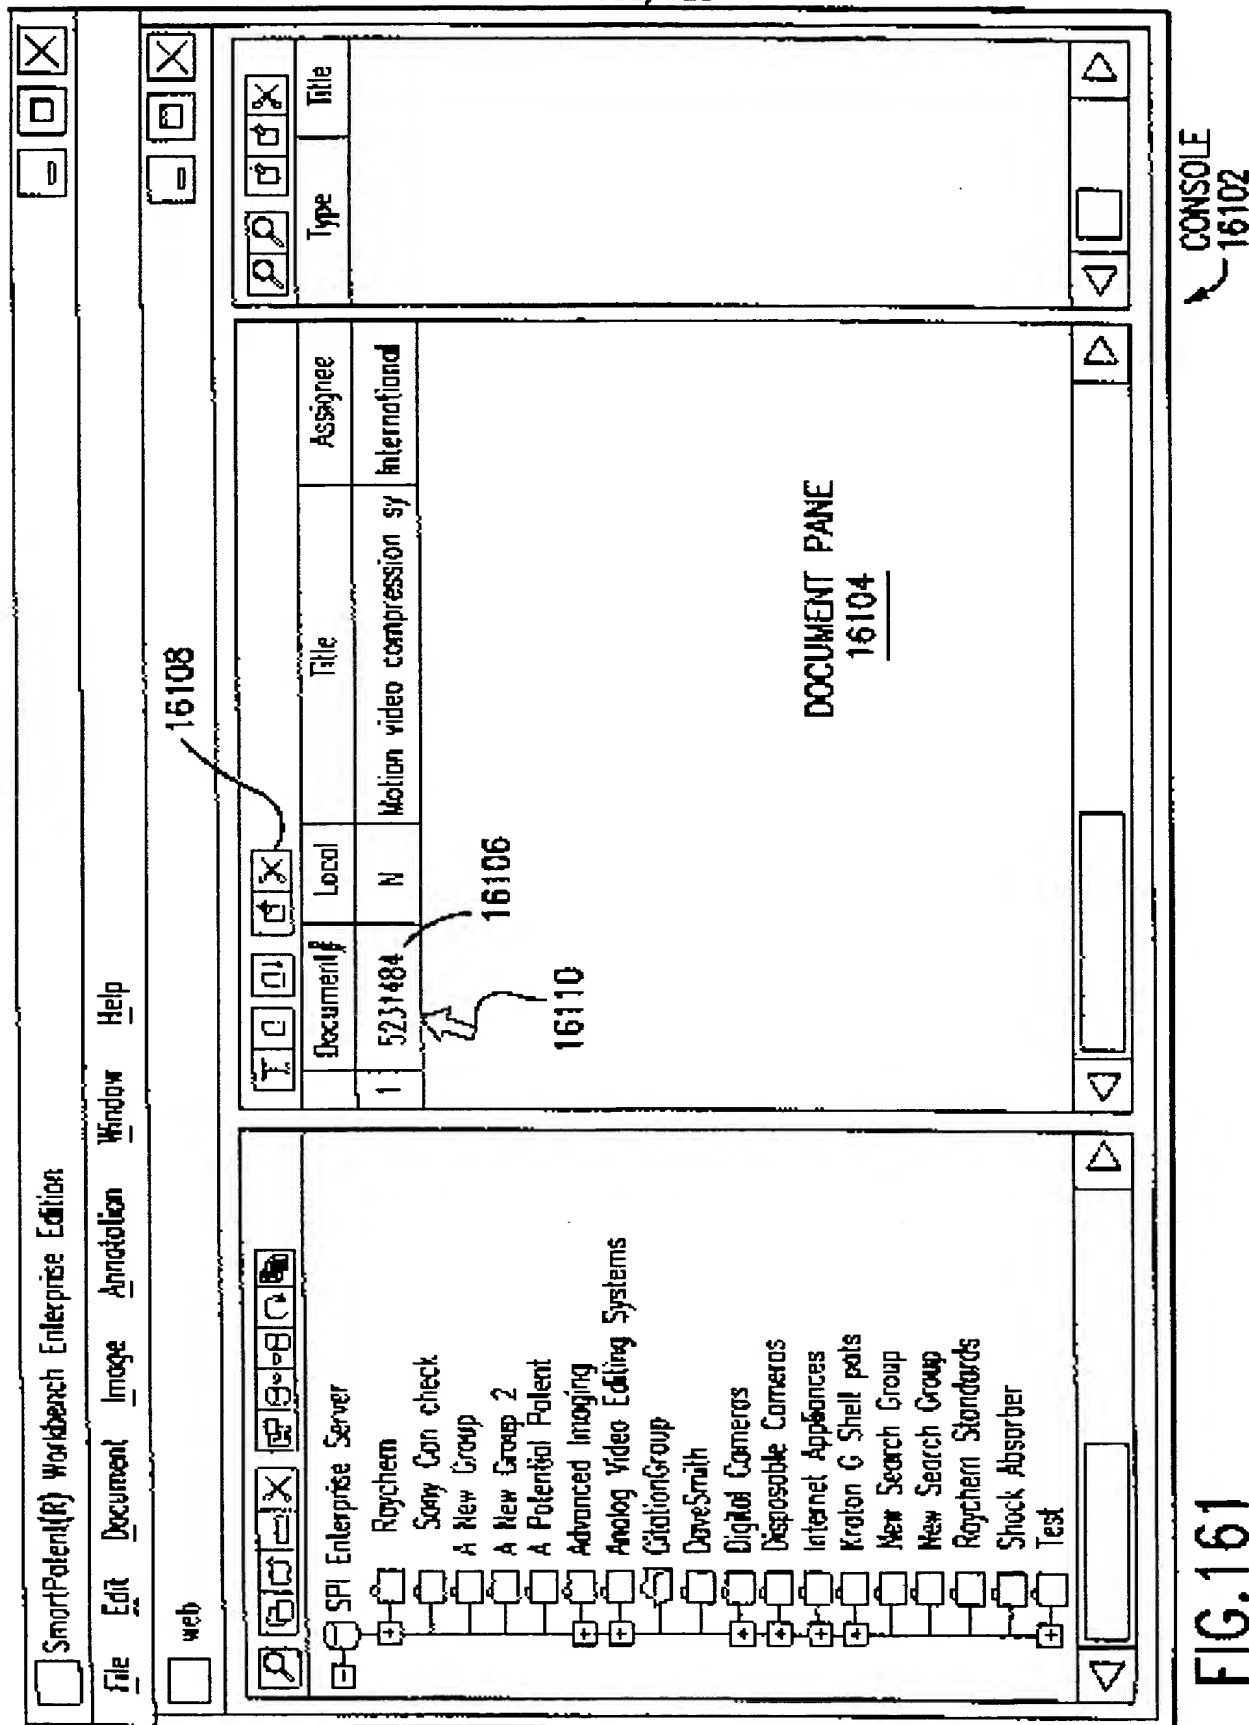 SmartPatent(R) Workbench Enterprise Edition
File Edit Document Image Annotation Window Help
web
16108
SPI Enterprise Server
Raychem
Sony Con check
A New Group
A New Group 2
A Potential Patent
Advanced Imaging
Analog Video Editing Systems
CitationGroup
DaveSmith
Digital Cameras
Disposable Cameras
Internet Appliances
Kraton G Shell pats
New Search Group
New Search Group
Raychem Standards
Shock Absorber
Test
Document# Local Title Assignee
1 5231484 N Motion video compression sy International
16106
16110
DOCUMENT PANE
16104
Type Title
CONSOLE
16102
FIG.161